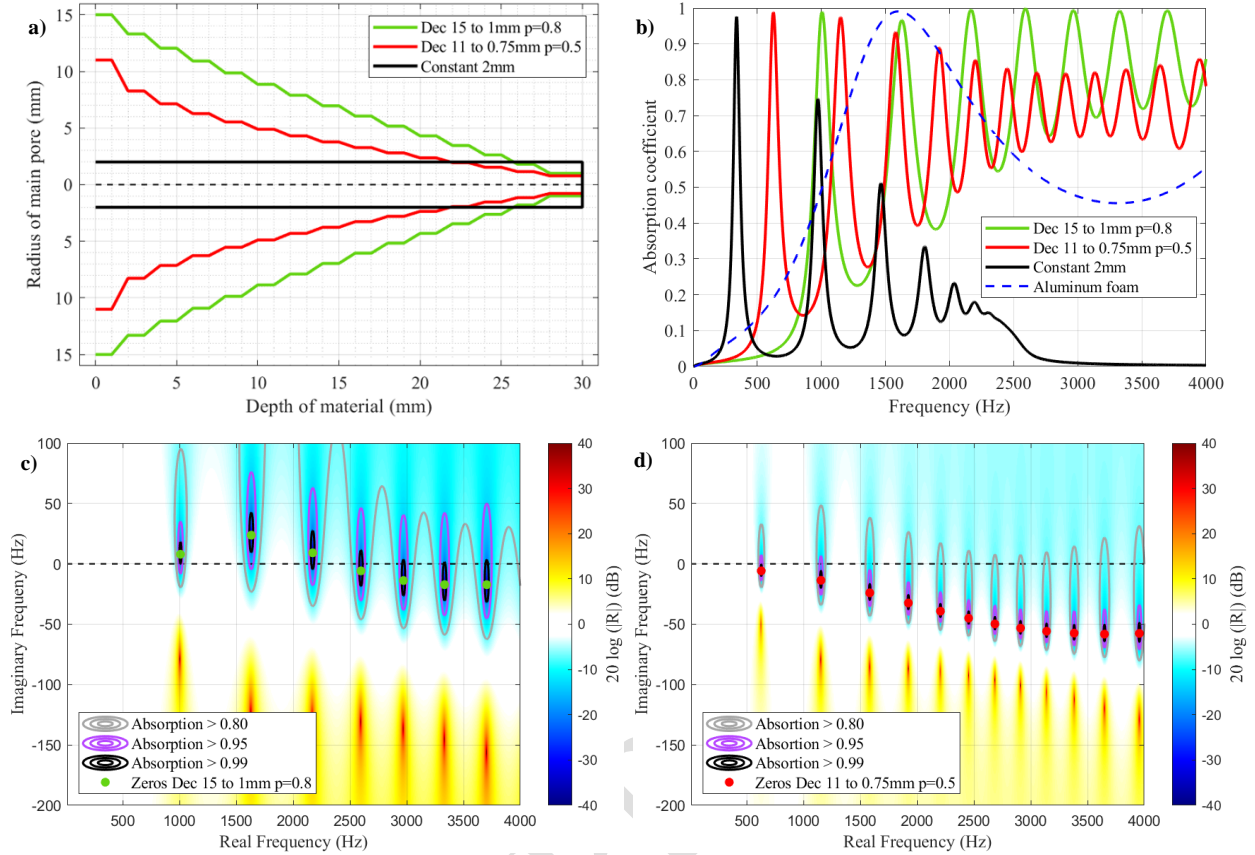 a)
Dec 15 to 1mm p=0.8
Dec 11 to 0.75mm p=0.5
Constant 2mm
15
10
5
0
5
10
15
Radius of main pore (mm)
0 5 10 15 20 25 30
Depth of material (mm)
b)
1
0.9
0.8
0.7
0.6
0.5
0.4
0.3
0.2
0.1
0
Absorption coefficient
Dec 15 to 1mm p=0.8
Dec 11 to 0.75mm p=0.5
Constant 2mm
Aluminum foam
0 500 1000 1500 2000 2500 3000 3500 4000
Frequency (Hz)
c)
100
50
0
-50
-100
-150
-200
Imaginary Frequeny (Hz)
Absorption > 0.80
Absorption > 0.95
Absorption > 0.99
Zeros Dec 15 to 1mm p=0.8
500 1000 1500 2000 2500 3000 3500 4000
Real Frequency (Hz)
40
30
20
10
0
-10
-20
-30
-40
20 log (|R|) (dB)
d)
100
50
0
-50
-100
-150
-200
Imaginary Frequeny (Hz)
Absortion > 0.80
Absortion > 0.95
Absortion > 0.99
Zeros Dec 11 to 0.75mm p=0.5
500 1000 1500 2000 2500 3000 3500 4000
Real Frequency (Hz)
40
30
20
10
0
-10
-20
-30
-40
20 log (|R|) (dB)